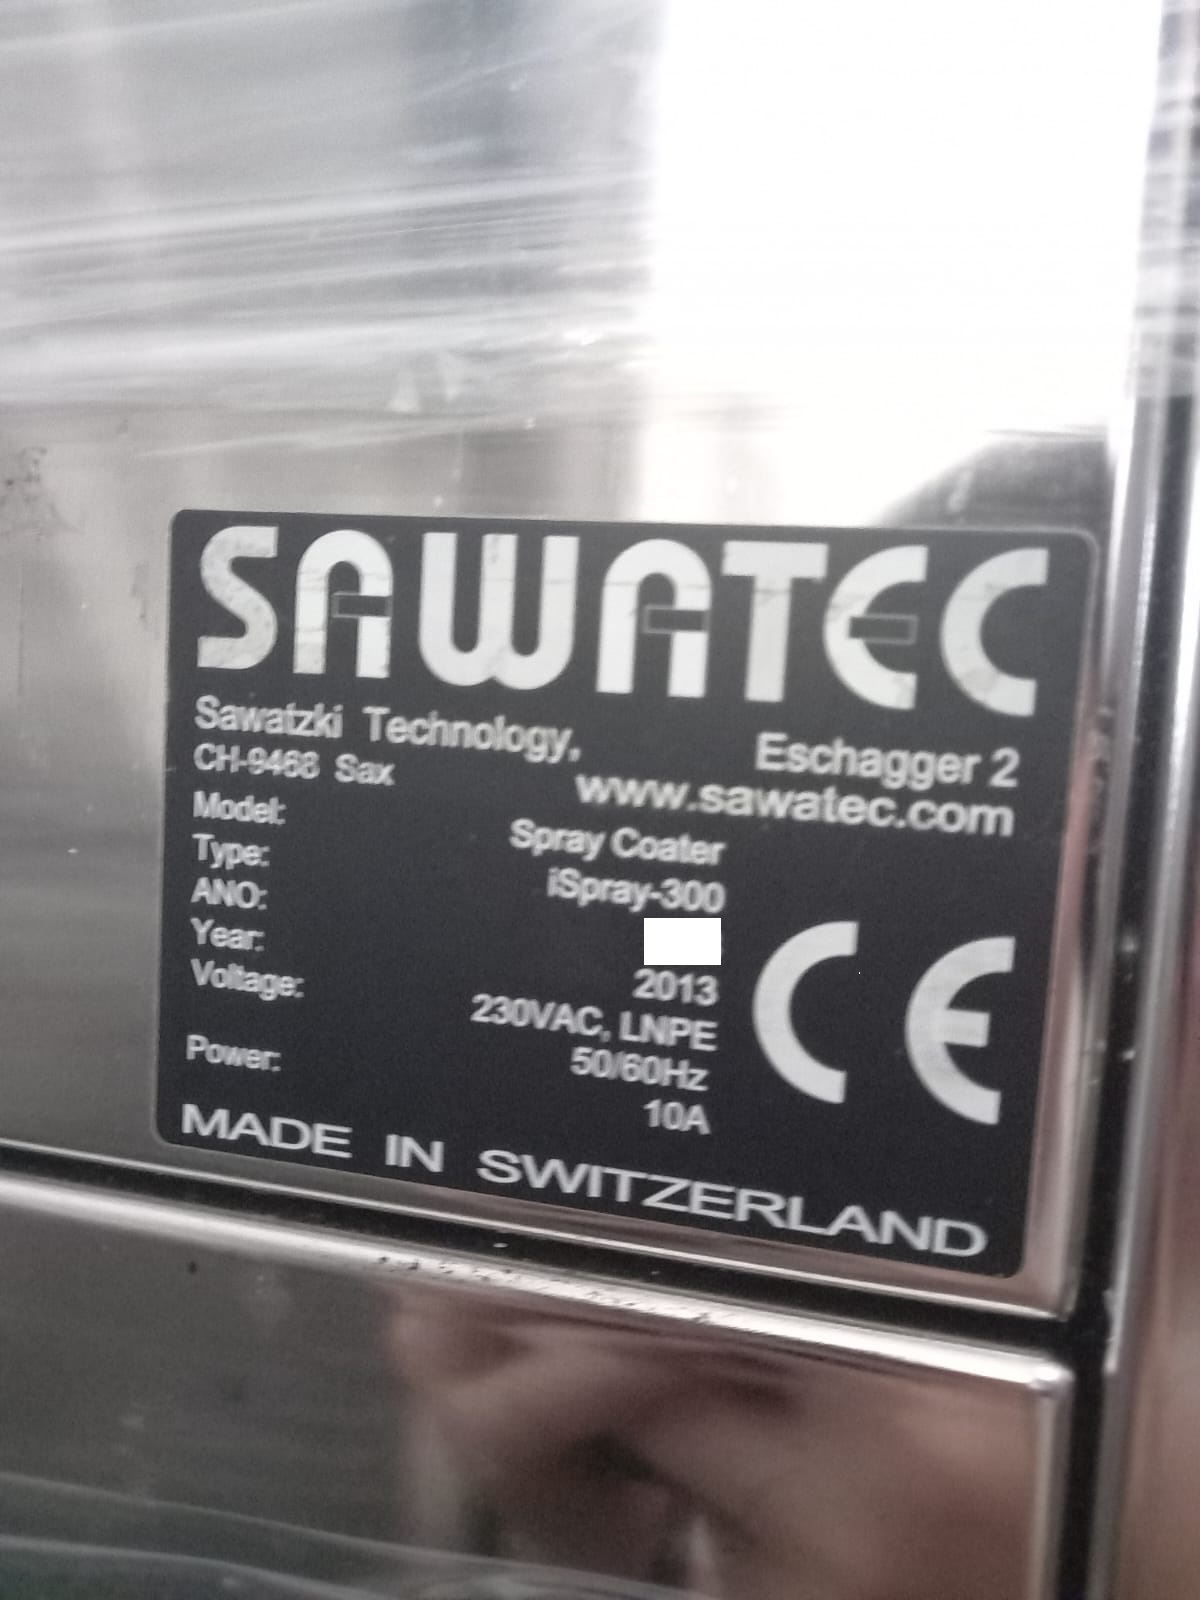 SAWATEC
Sawatzki Technology, Eschagger 2
CH-9468 Sax www.sawatec.com
Model: Spray Coater
Type: iSpray-300
ANO:
Year: 2013
Voltage: 230VAC, LNPE
50/60Hz
Power: 10A
CE
MADE IN SWITZERLAND